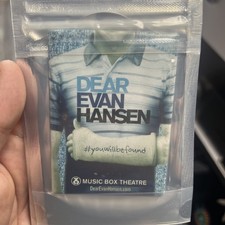 DEAR
EVAN
HANSEN
#youwillbefound
MUSIC BOX THEATRE
DearEvanHansen.com